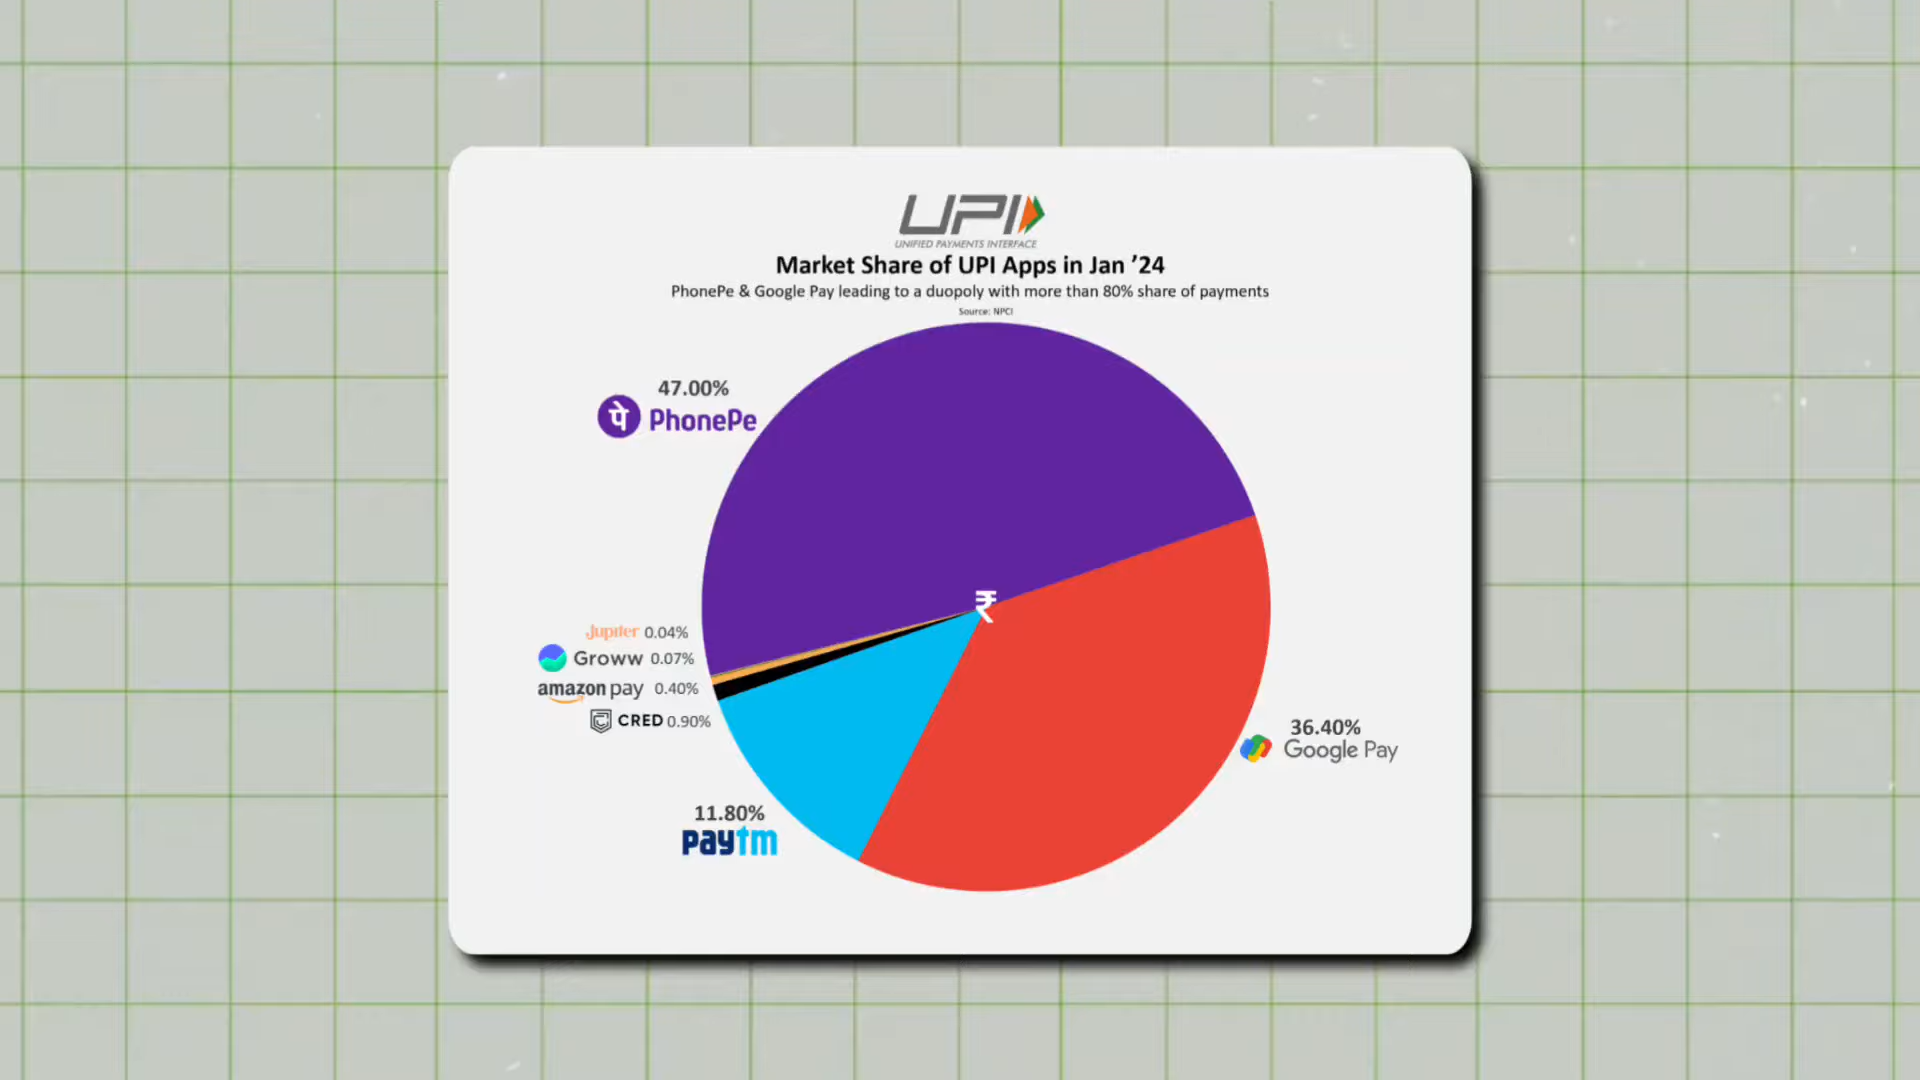 UPI
UNIFIED PAYMENTS INTERFACE
Market Share of UPI Apps in Jan ’24
PhonePe & Google Pay leading to a duopoly with more than 80% share of payments
Source: NPCI
47.00%
पे PhonePe
₹
Jupiter 0.04%
Groww 0.07%
amazon pay 0.40%
CRED 0.90%
36.40%
Google Pay
11.80%
paytm